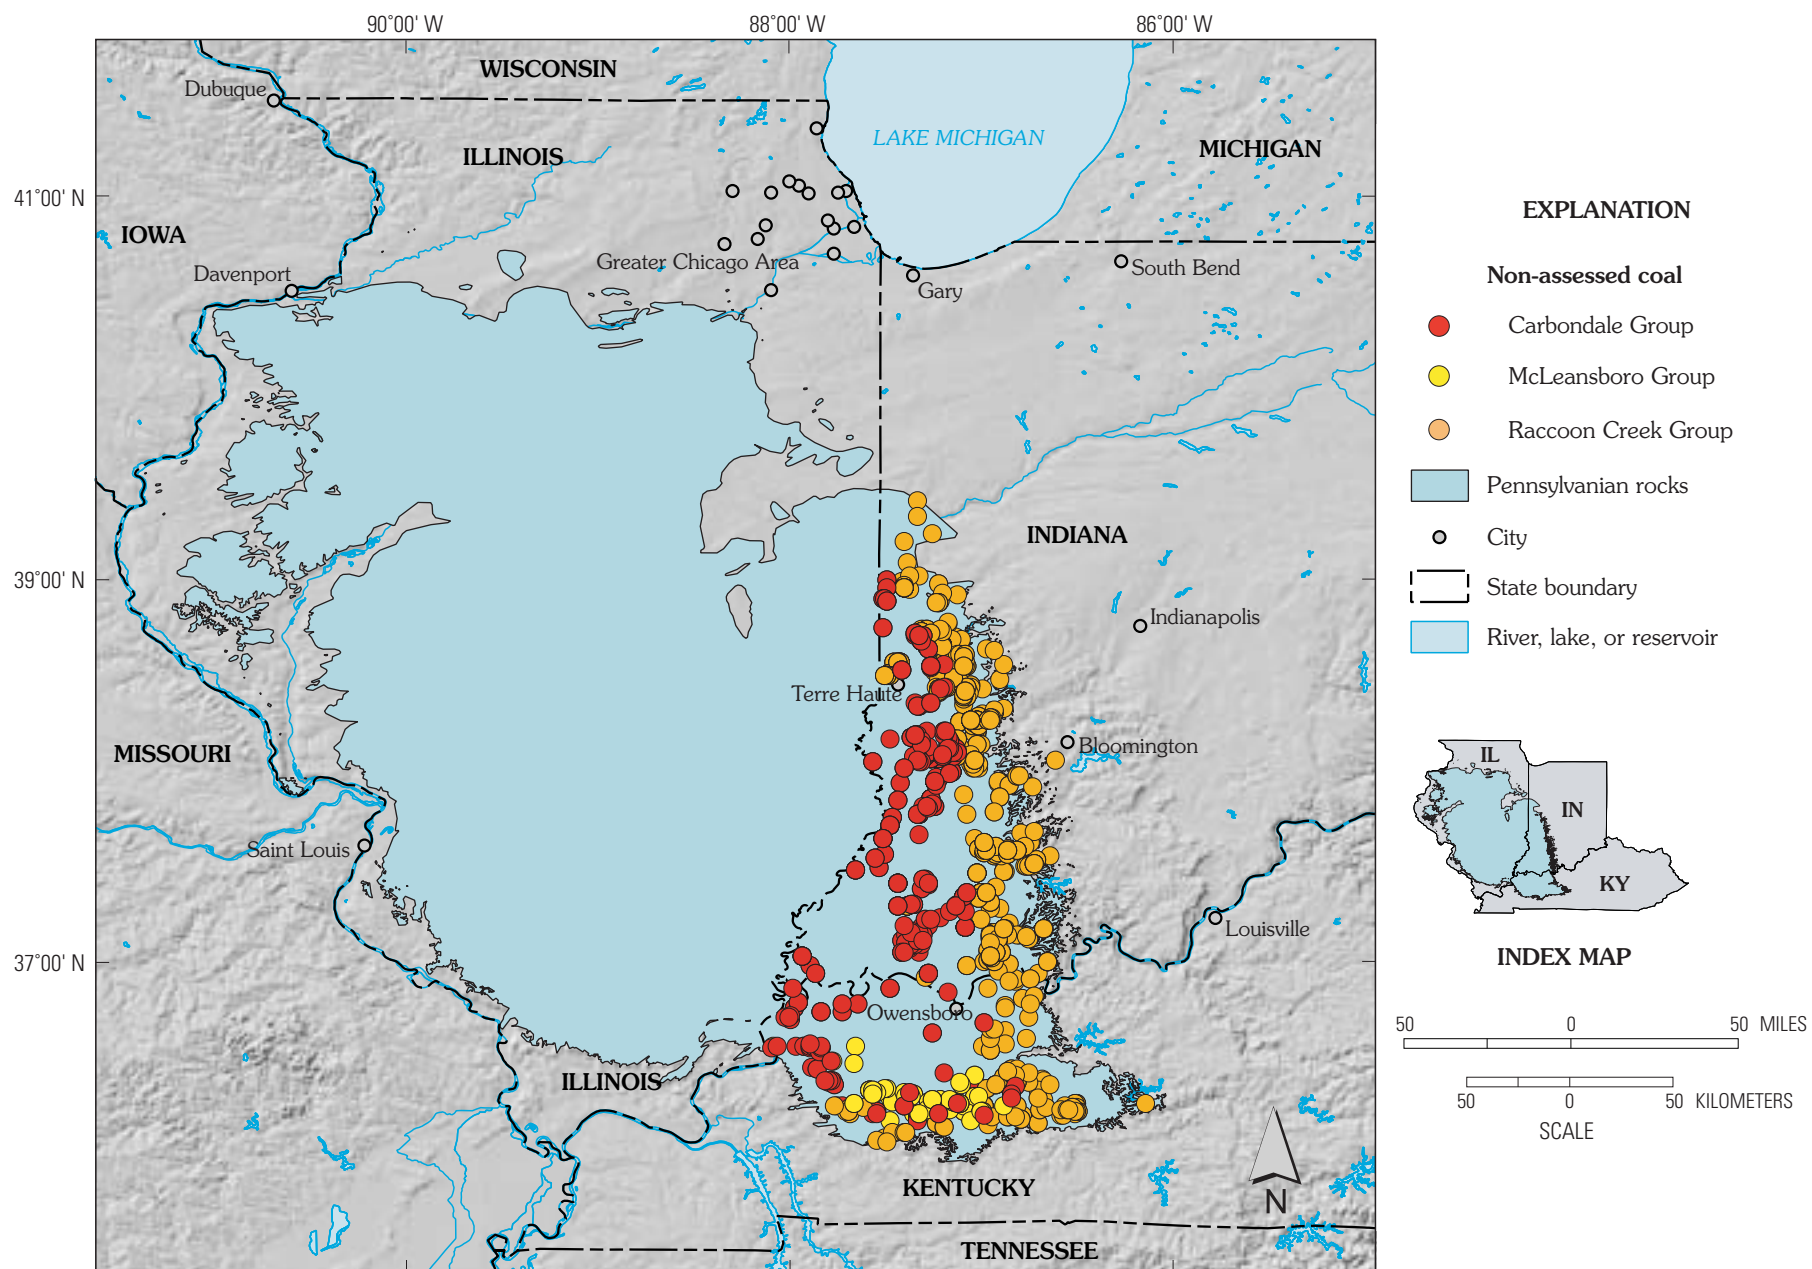 90°00' W
88°00' W
86°00' W
41°00' N
39°00' N
37°00' N
WISCONSIN
Dubuque
ILLINOIS
LAKE MICHIGAN
MICHIGAN
IOWA
Davenport
Greater Chicago Area
Gary
South Bend
INDIANA
Indianapolis
Terre Haute
Bloomington
MISSOURI
Saint Louis
Louisville
Owensboro
ILLINOIS
KENTUCKY
TENNESSEE
N
EXPLANATION
Non-assessed coal
Carbondale Group
McLeansboro Group
Raccoon Creek Group
Pennsylvanian rocks
City
State boundary
River, lake, or reservoir
IL
IN
KY
INDEX MAP
50 0 50 MILES
50 0 50 KILOMETERS
SCALE